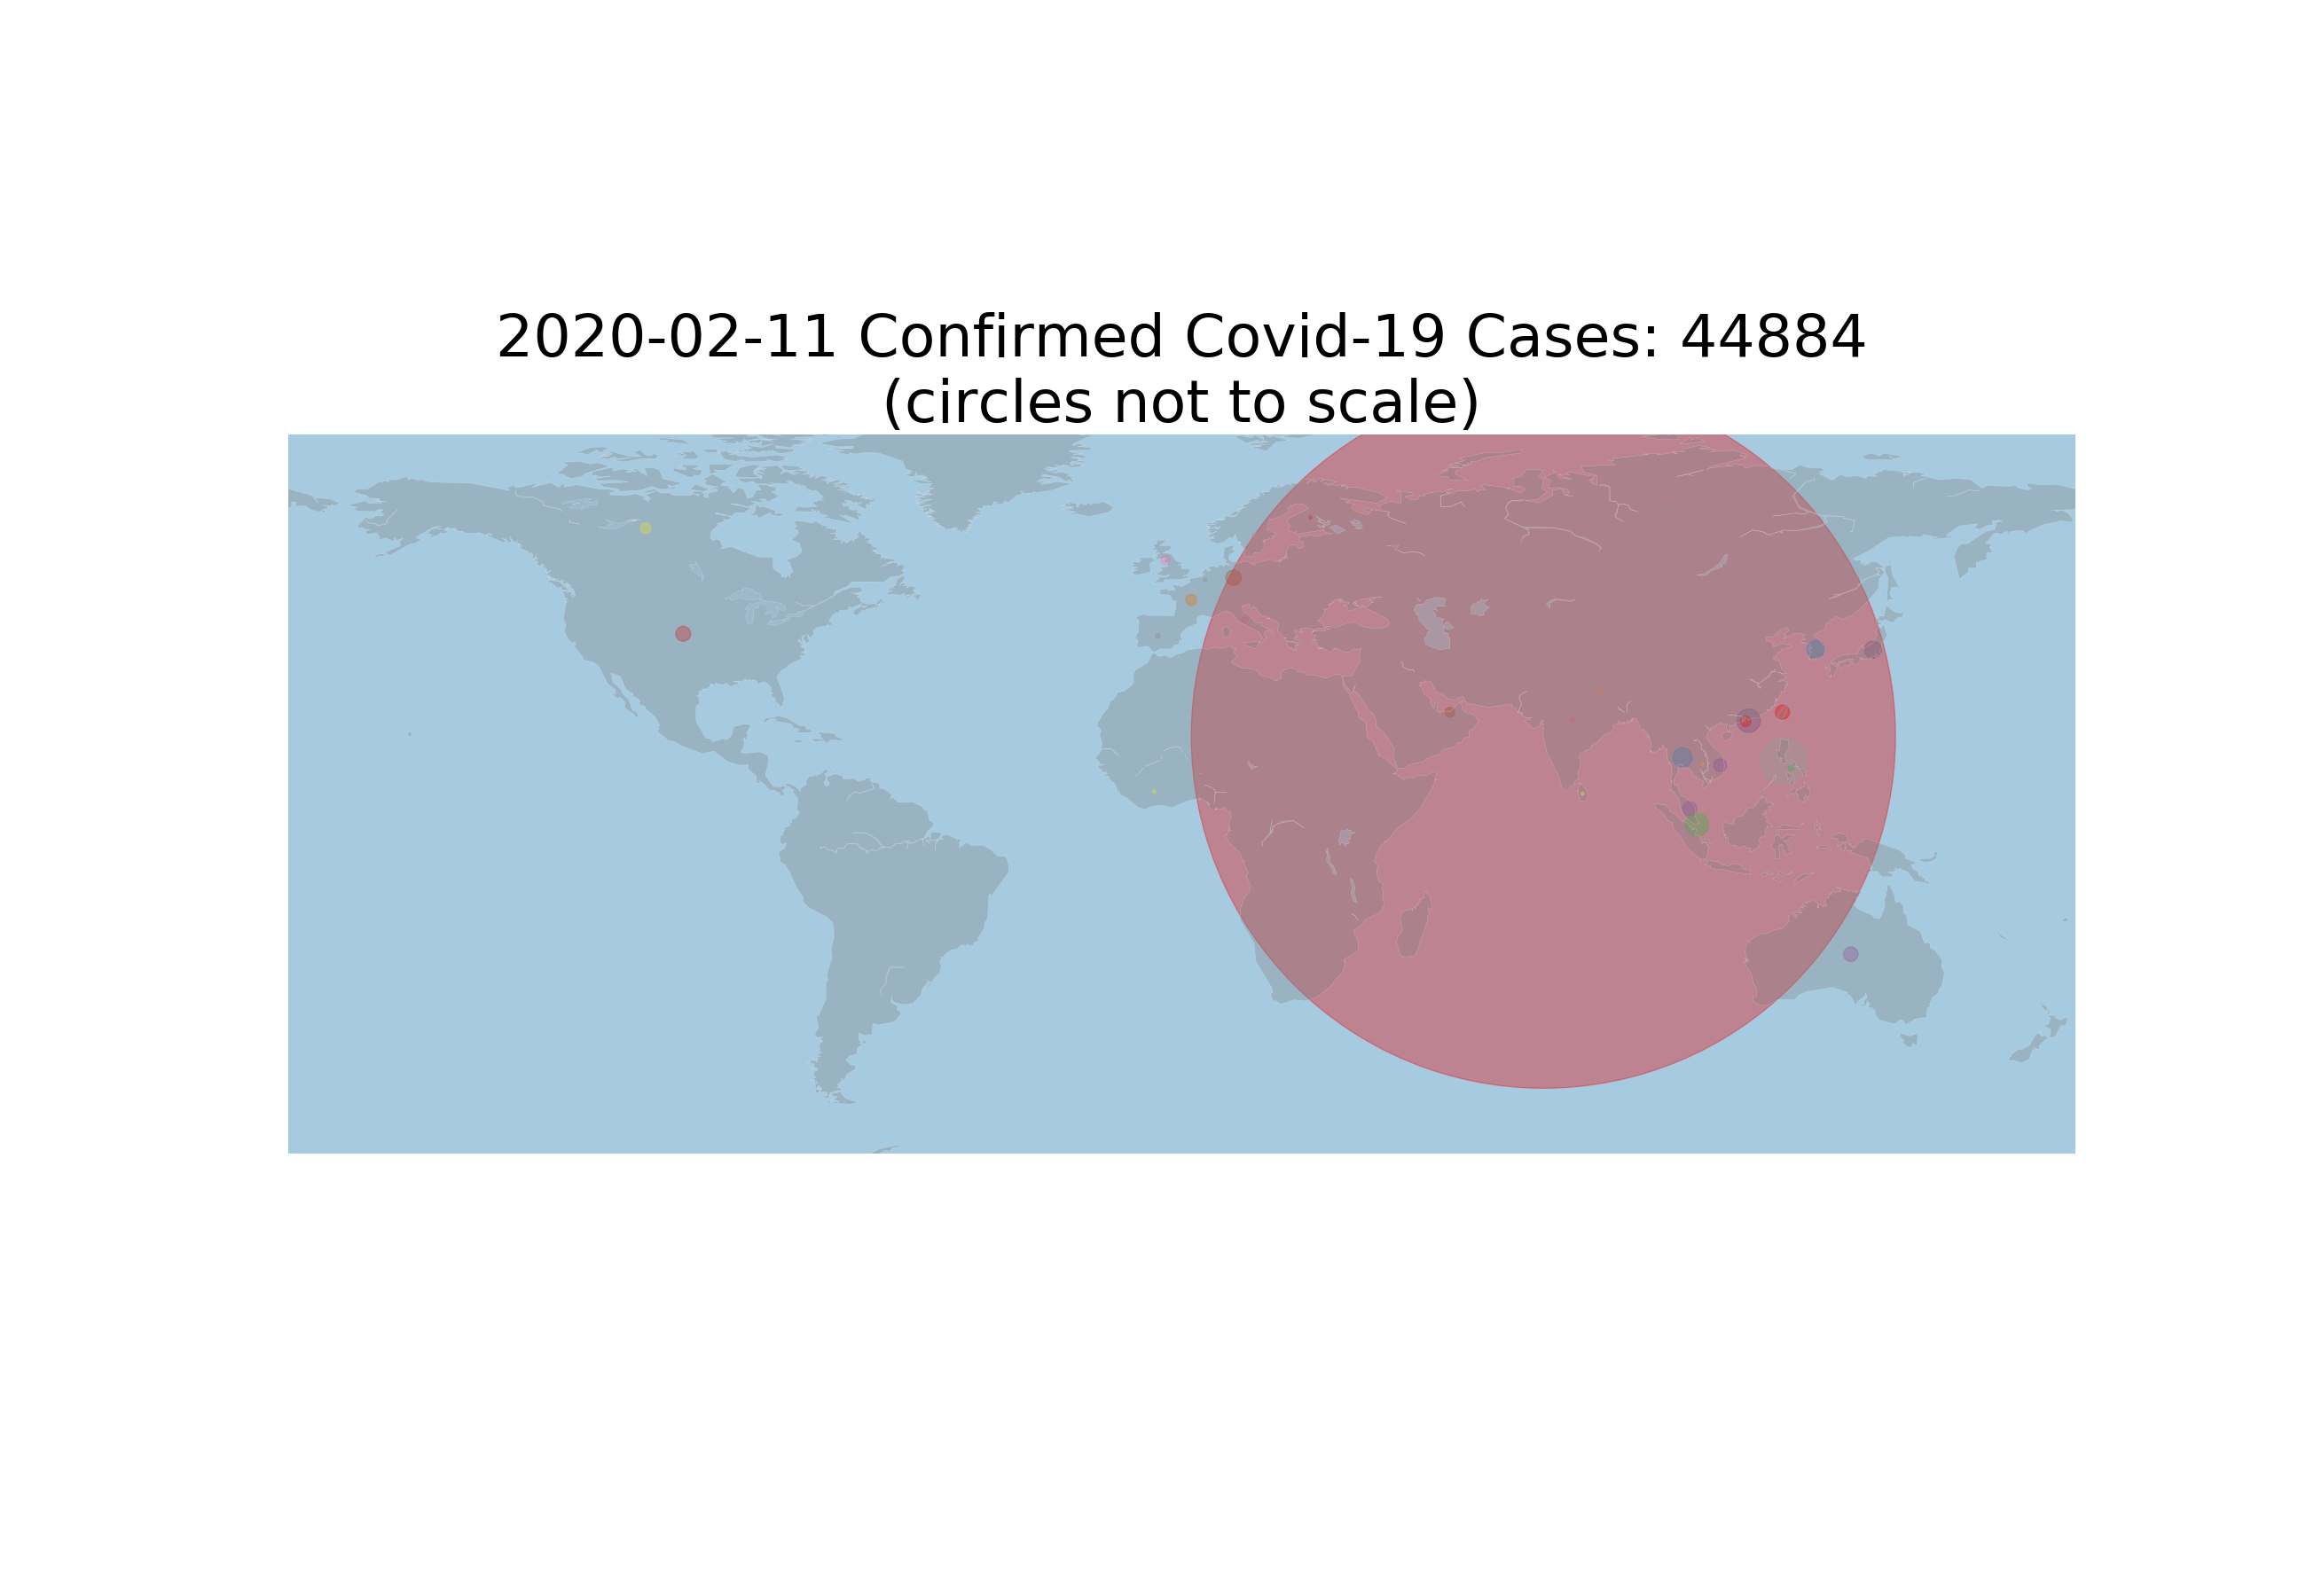 2020-02-11 Confirmed Covid-19 Cases: 44884
(circles not to scale)